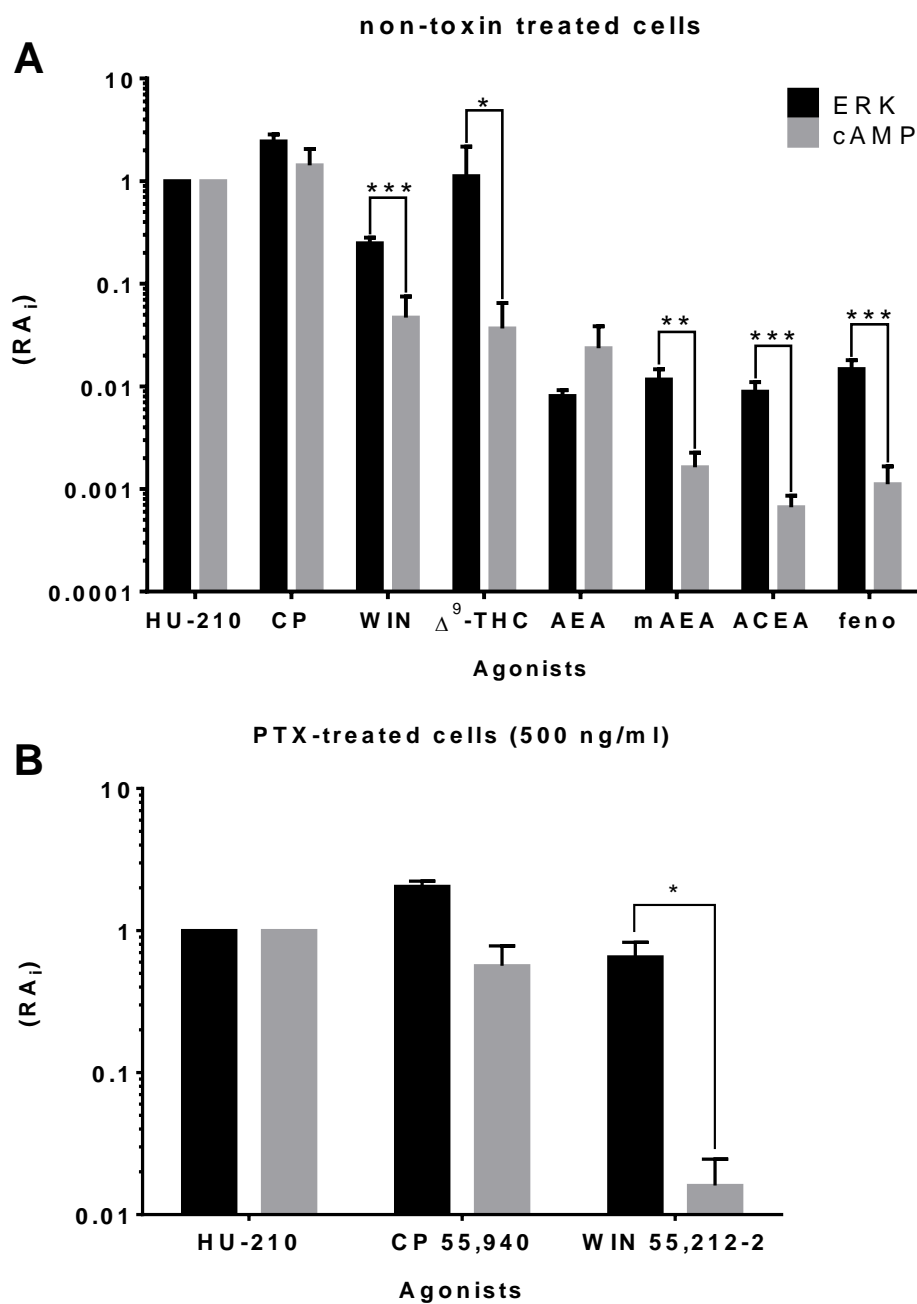 non-toxin treated cells
A
ERK
cAMP
10
1
0.1
0.01
0.001
0.0001
(RAi)
*
***
**
***
***
HU-210 CP WIN Δ9-THC AEA mAEA ACEA feno
Agonists
PTX-treated cells (500 ng/ml)
B
10
1
0.1
0.01
(RAi)
*
HU-210 CP 55,940 WIN 55,212-2
Agonists